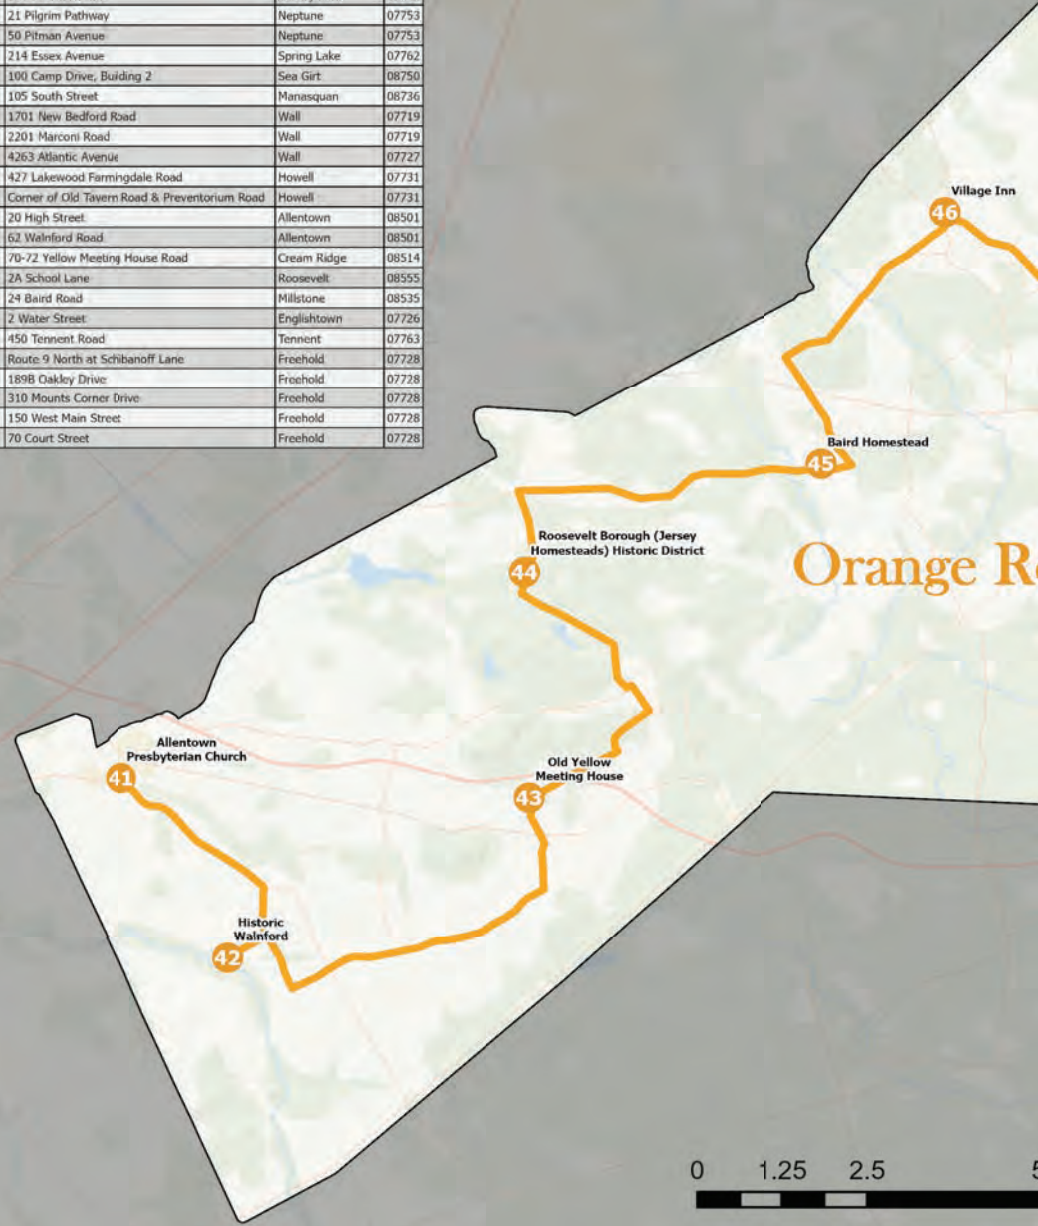 21 Pilgrim Pathway Neptune 07753
50 Pitman Avenue Neptune 07753
214 Essex Avenue Spring Lake 07762
100 Camp Drive, Building 2 Sea Girt 08750
105 South Street Manasquan 08736
1701 New Bedford Road Wall 07719
2201 Marconi Road Wall 07719
4263 Atlantic Avenue Wall 07727
427 Lakewood Farmingdale Road Howell 07731
Corner of Old Tavern Road & Preventorium Road Howell 07731
20 High Street Allentown 08501
62 Walnford Road Allentown 08501
70-72 Yellow Meeting House Road Cream Ridge 08514
2A School Lane Roosevelt 08555
24 Baird Road Millstone 08535
2 Water Street Englishtown 07726
450 Tennent Road Tennent 07763
Route 9 North at Schibanoff Lane Freehold 07728
189B Oakley Drive Freehold 07728
310 Mounts Corner Drive Freehold 07728
150 West Main Street Freehold 07728
70 Court Street Freehold 07728
Village Inn
46
Baird Homestead
45
Roosevelt Borough (Jersey
Homesteads) Historic District
44
Orange R
Allentown
Presbyterian Church
41
Old Yellow
Meeting House
43
Historic
Walnford
42
0 1.25 2.5